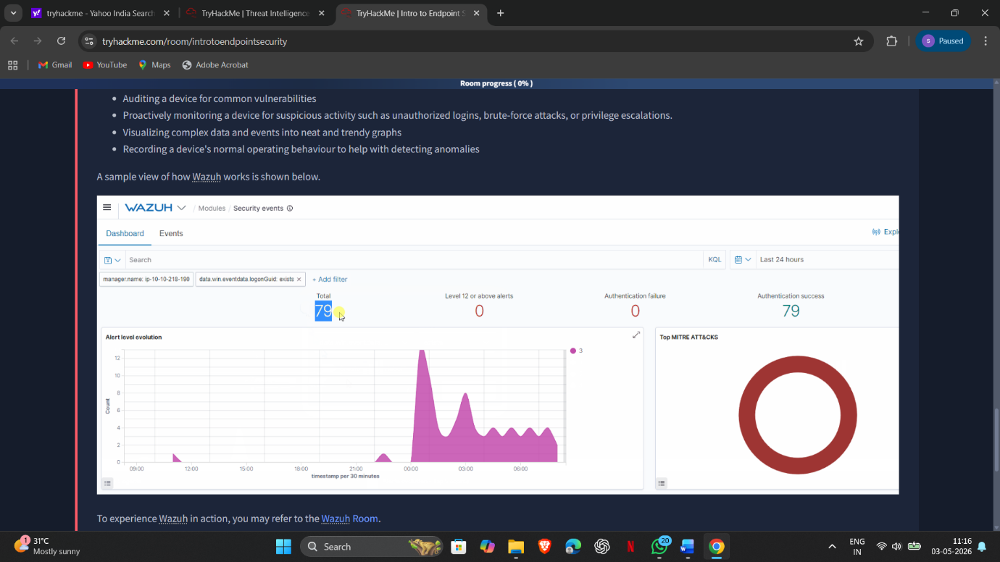 tryhackme - Yahoo India Search
TryHackMe | Threat Intelligence
TryHackMe | Intro to Endpoint S
tryhackme.com/room/introtoendpointsecurity
S Paused
Gmail YouTube Maps Adobe Acrobat
Room progress ( 0% )
• Auditing a device for common vulnerabilities
• Proactively monitoring a device for suspicious activity such as unauthorized logins, brute-force attacks, or privilege escalations.
• Visualizing complex data and events into neat and trendy graphs
• Recording a device's normal operating behaviour to help with detecting anomalies
A sample view of how Wazuh works is shown below.
WAZUH / Modules / Security events
Dashboard Events
Explo
Search KQL Last 24 hours
manager.name: ip-10-10-218-190 data.win.eventdata.logonGuid: exists × + Add filter
Total Level 12 or above alerts Authentication failure Authentication success
79 0 0 79
Alert level evolution
Top MITRE ATT&CKS
3
12
10
8
6
4
2
0
Count
09:00 12:00 15:00 18:00 21:00 00:00 03:00 06:00
timestamp per 30 minutes
To experience Wazuh in action, you may refer to the Wazuh Room.
1
31°C
Mostly sunny
Search
20
ENG
IN
11:16
03-05-2026